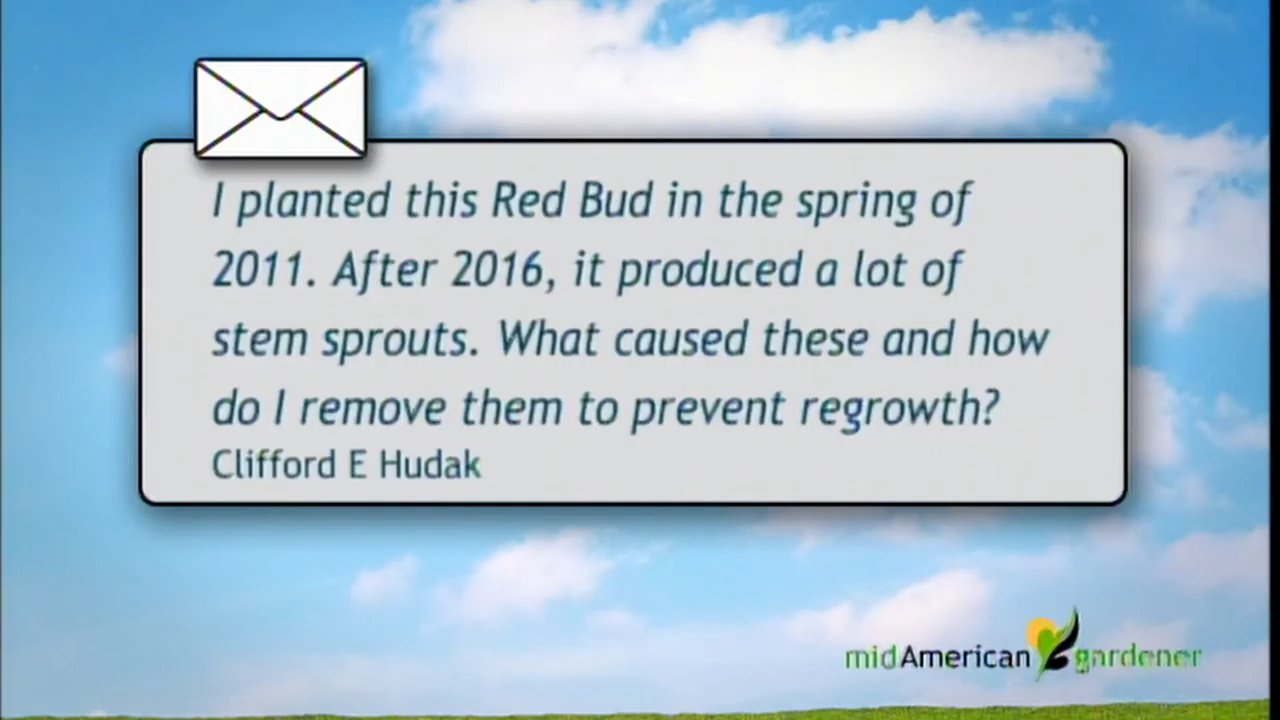 I planted this Red Bud in the spring of
2011. After 2016, it produced a lot of
stem sprouts. What caused these and how
do I remove them to prevent regrowth?
Clifford E Hudak
midAmerican gardener